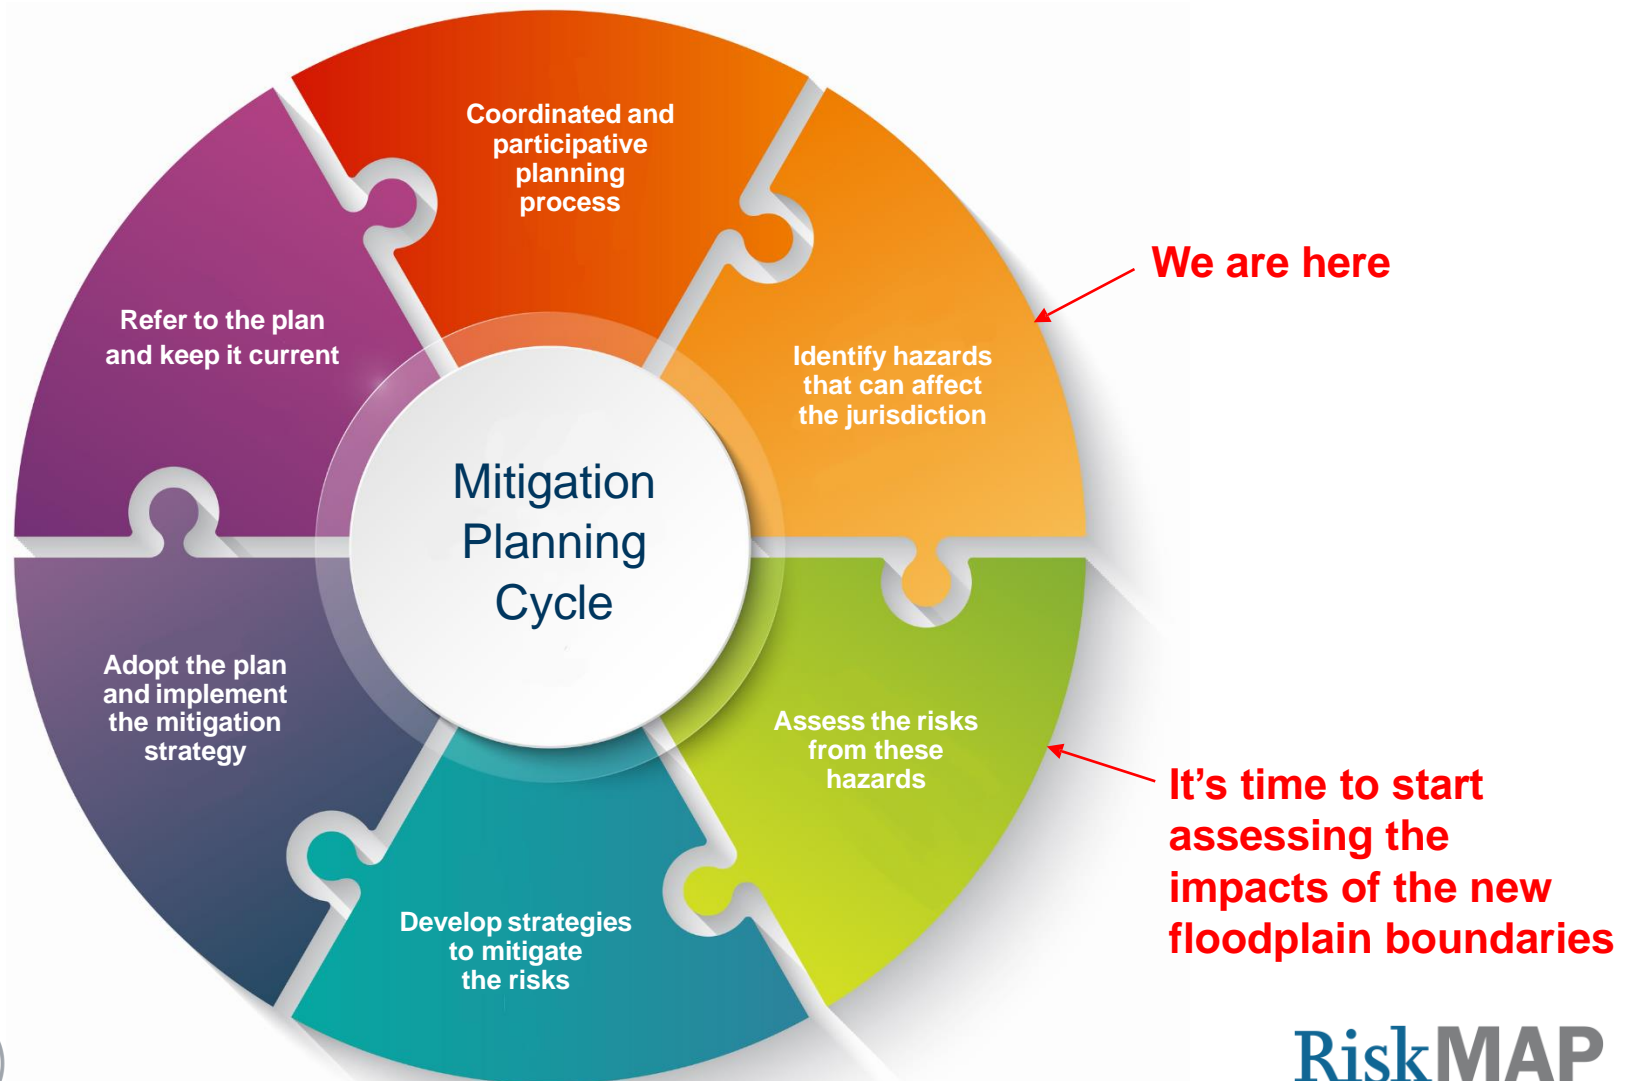 Coordinated and
participative
planning
process
We are here
Identify hazards
that can affect
the jurisdiction
Refer to the plan
and keep it current
Mitigation
Planning
Cycle
Adopt the plan
and implement
the mitigation
strategy
Assess the risks
from these
hazards
It’s time to start
assessing the
impacts of the new
floodplain boundaries
Develop strategies
to mitigate
the risks
RiskMAP